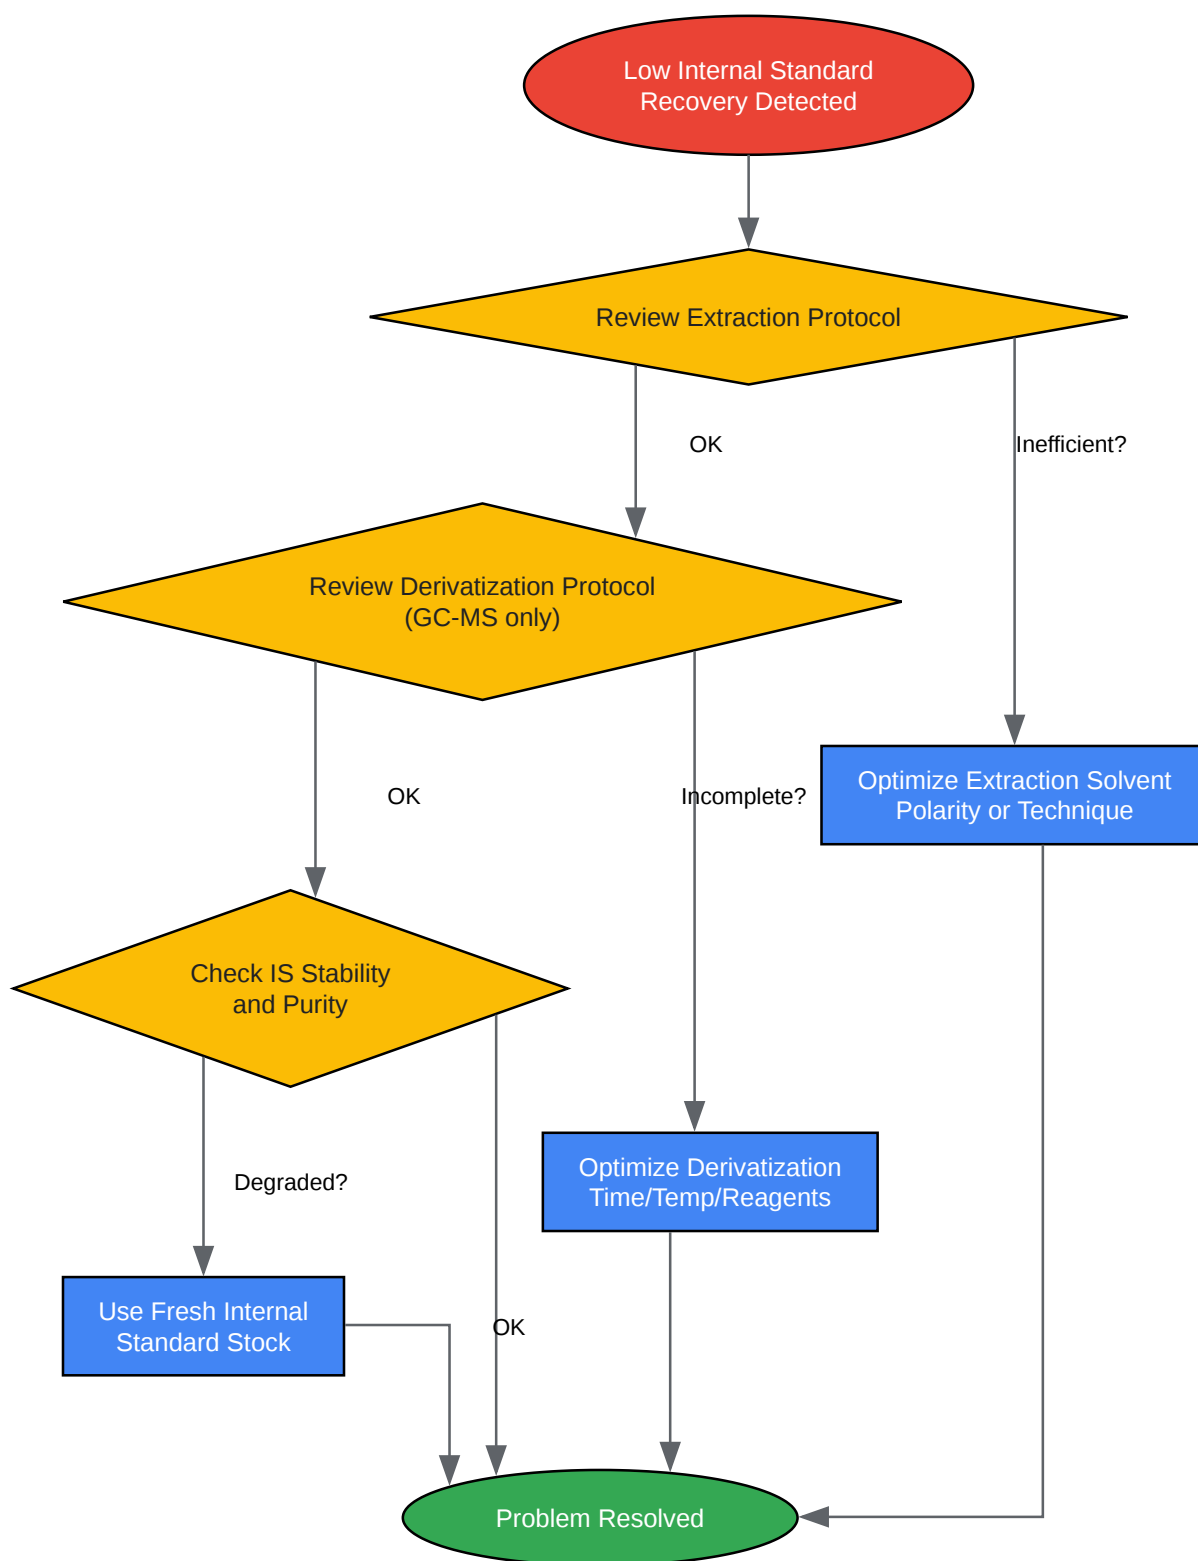 Low Internal Standard
Recovery Detected
Review Extraction Protocol
OK
Inefficient?
Review Derivatization Protocol
(GC-MS only)
OK
Incomplete?
Optimize Extraction Solvent
Polarity or Technique
Check IS Stability
and Purity
Degraded?
Optimize Derivatization
Time/Temp/Reagents
Use Fresh Internal
Standard Stock
OK
Problem Resolved